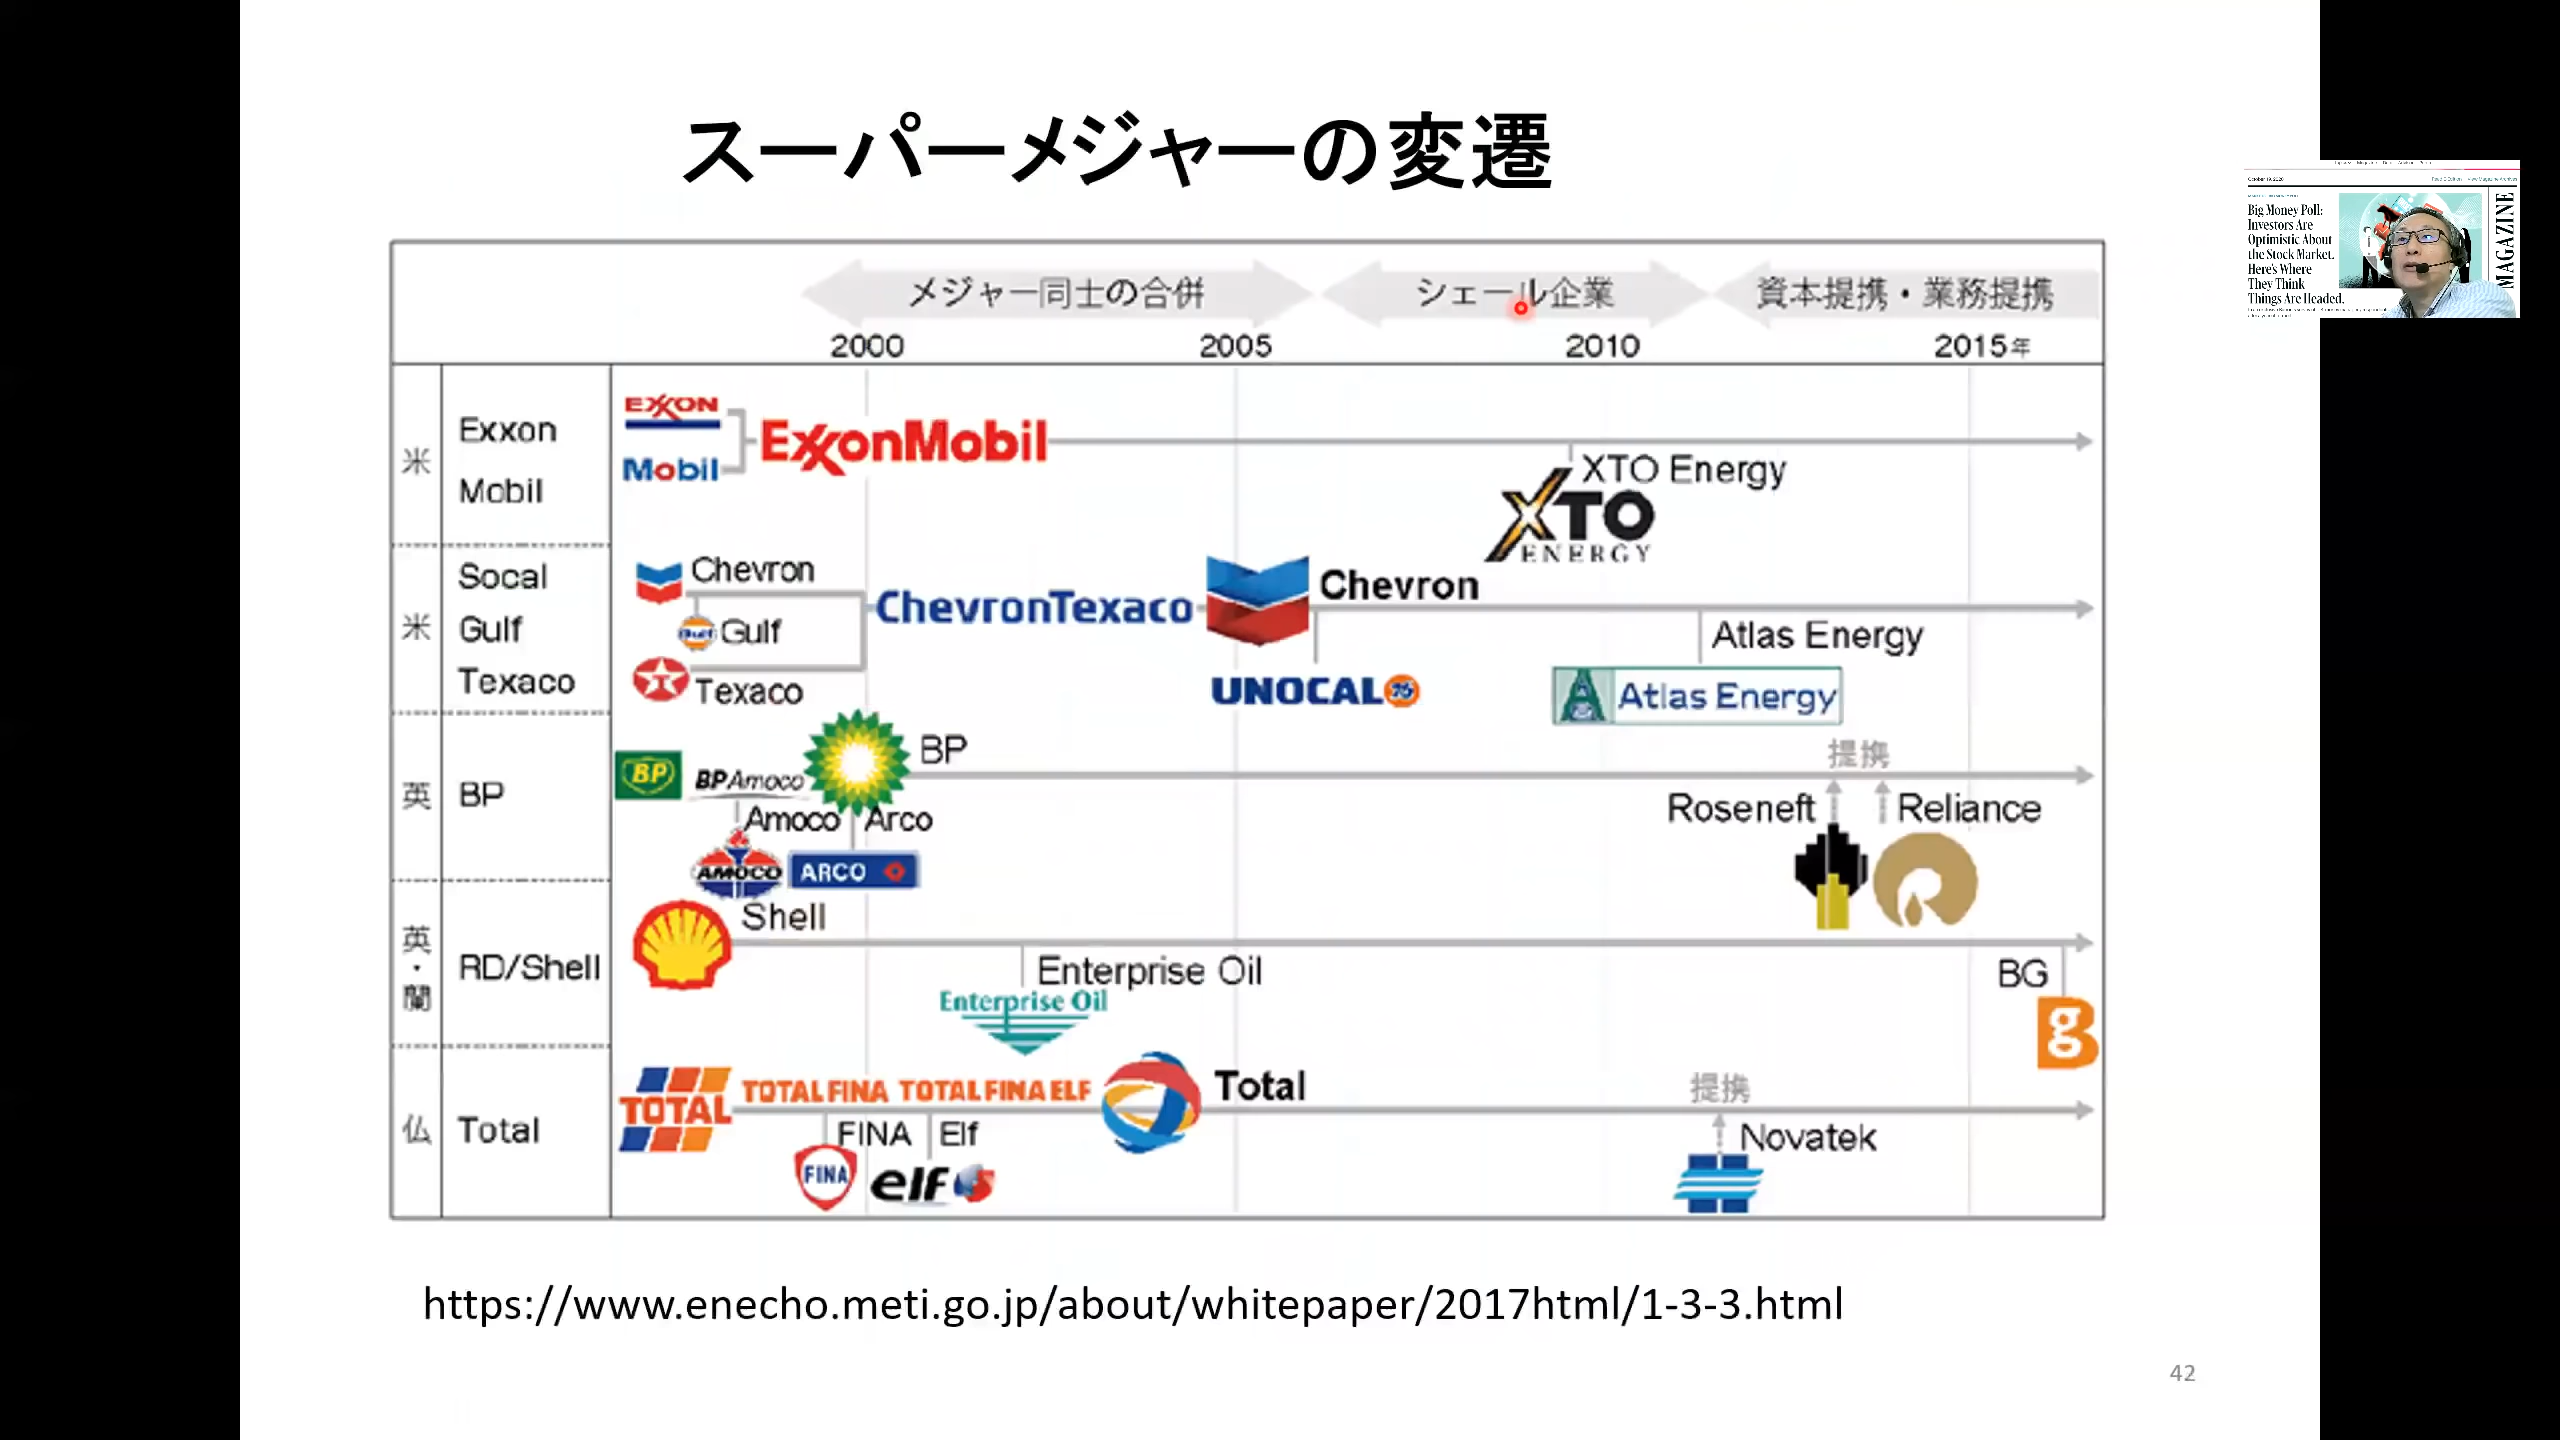 スーパーメジャーの変遷
メジャー同士の合併
シェール企業
資本提携・業務提携
2000
2005
2010
2015年
米
Exxon
Mobil
EXXON
Mobil
ExxonMobil
XTO Energy
XTO
ENERGY
米
Socal
Gulf
Texaco
Chevron
Gulf
Gulf
Texaco
ChevronTexaco
Chevron
UNOCAL 76
Atlas Energy
A Atlas Energy
英
BP
BP
BPAmoco
BP
Amoco
Arco
AMOCO
ARCO
提携
Roseneft
Reliance
英・蘭
RD/Shell
Shell
Enterprise Oil
Enterprise Oil
BG
Bg
仏
Total
TOTAL
TOTALFINA
TOTALFINAELF
Total
FINA
Elf
FINA
elf
提携
Novatek
https://www.enecho.meti.go.jp/about/whitepaper/2017html/1-3-3.html
42
October 19, 2020
Big Money Poll:
Investors Are
Optimistic About
the Stock Market.
Here's Where
They Think
Things Are Headed.
MAGAZINE